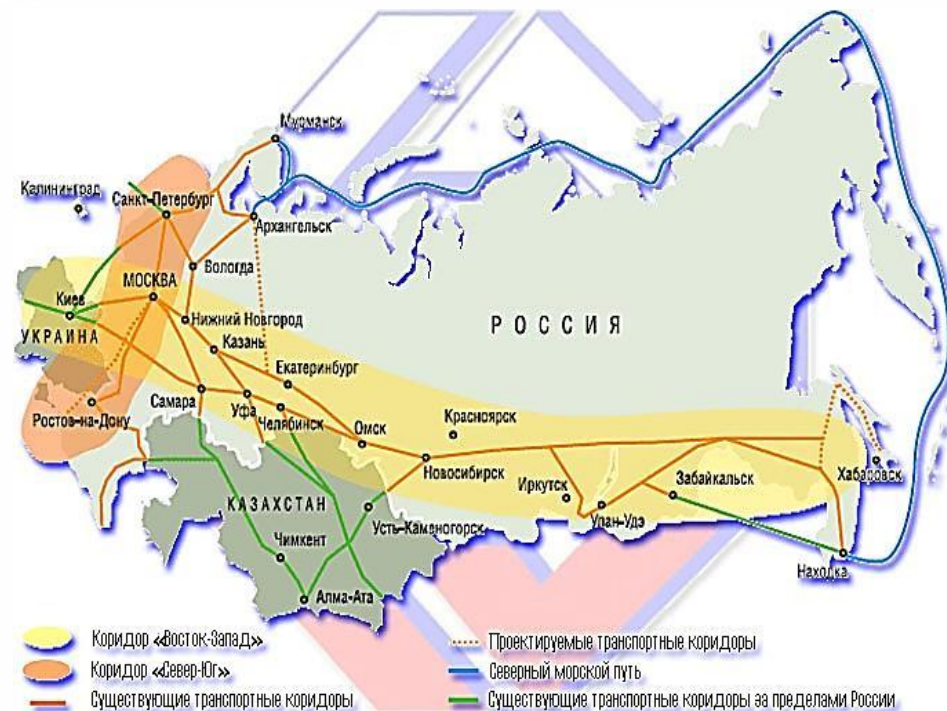 Мурманск
Калининград
Санкт-Петербург
Архангельск
Вологда
МОСКВА
Киев
Нижний Новгород
РОССИЯ
УКРАИНА
Казань
Екатеринбург
Ростов-на-Дону
Самара
Уфа
Челябинск
Омск
Красноярск
Новосибирск
Иркутск
Забайкальск
Хабаровск
КАЗАХСТАН
Усть-Каменогорск
Улан-Удэ
Чимкент
Находка
Алма-Ата
Коридор «Восток-Запад»
Коридор «Север-Юг»
Существующие транспортные коридоры
Проектируемые транспортные коридоры
Северный морской путь
Существующие транспортные коридоры за пределами России